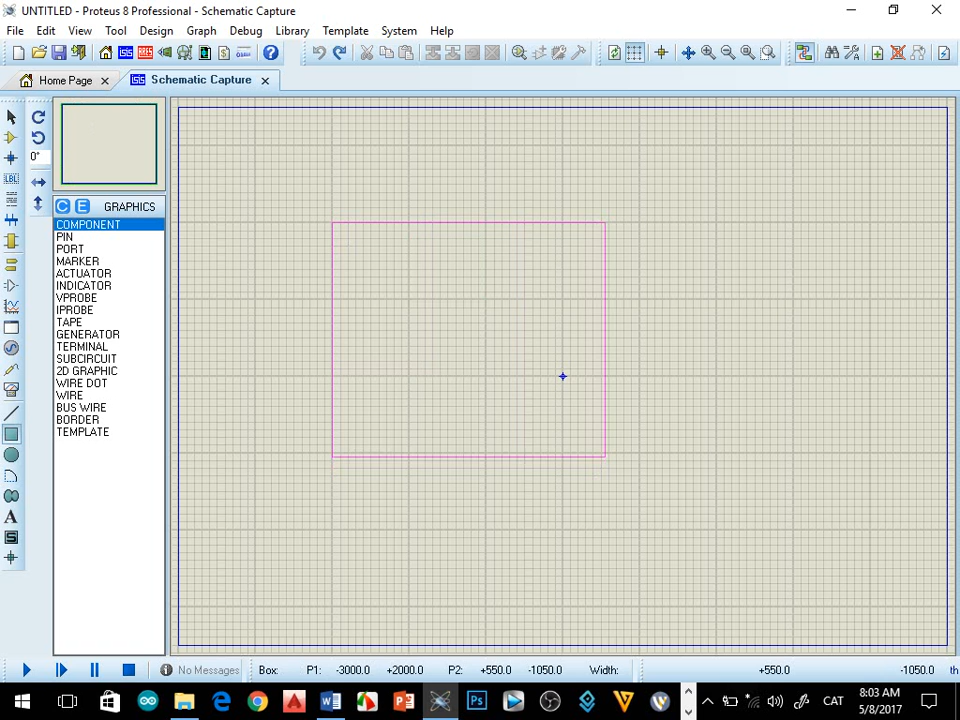 UNTITLED - Proteus 8 Professional - Schematic Capture
File Edit View Tool Design Graph Debug Library Template System Help
Home Page
Schematic Capture
0°
LBL
C E GRAPHICS
COMPONENT
PIN
PORT
MARKER
ACTUATOR
INDICATOR
VPROBE
IPROBE
TAPE
GENERATOR
TERMINAL
SUBCIRCUIT
2D GRAPHIC
WIRE DOT
WIRE
BUS WIRE
BORDER
TEMPLATE
A
S
No Messages Box: P1: -3000.0 +2000.0 P2: +550.0 -1050.0 Width: +550.0 -1050.0 th
Ps
CAT
8:03 AM
5/8/2017